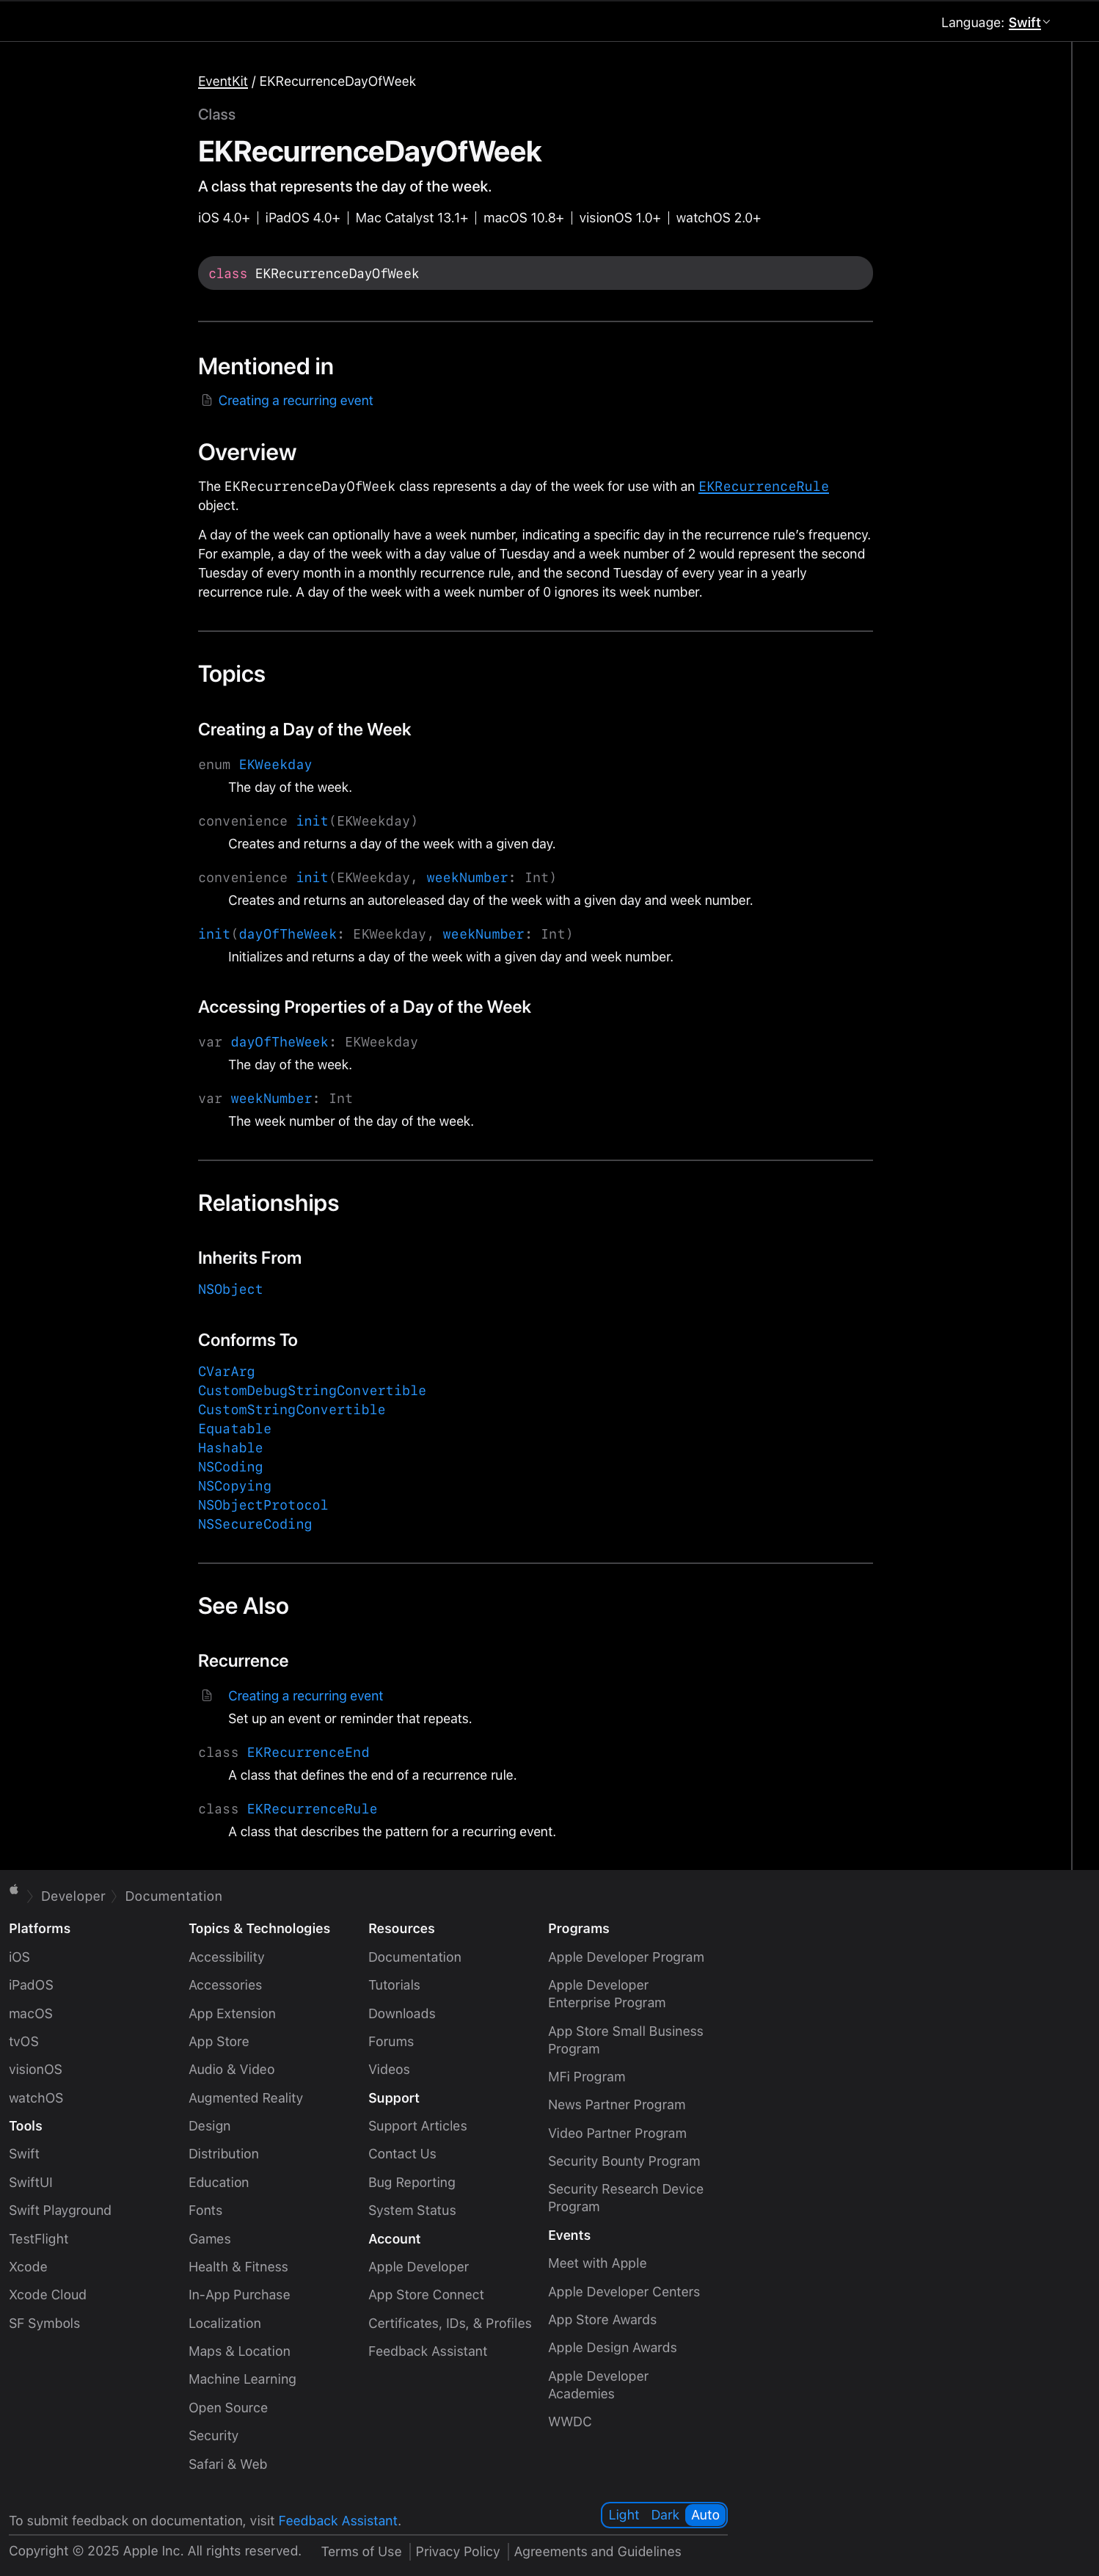 Language: Swift
EventKit / EKRecurrenceDayOfWeek
Class
EKRecurrenceDayOfWeek
A class that represents the day of the week.
iOS 4.0+ | iPadOS 4.0+ | Mac Catalyst 13.1+ | macOS 10.8+ | visionOS 1.0+ | watchOS 2.0+
class EKRecurrenceDayOfWeek
Mentioned in
Creating a recurring event
Overview
The EKRecurrenceDayOfWeek class represents a day of the week for use with an EKRecurrenceRule
object.
A day of the week can optionally have a week number, indicating a specific day in the recurrence rule’s frequency.
For example, a day of the week with a day value of Tuesday and a week number of 2 would represent the second
Tuesday of every month in a monthly recurrence rule, and the second Tuesday of every year in a yearly
recurrence rule. A day of the week with a week number of 0 ignores its week number.
Topics
Creating a Day of the Week
enum EKWeekday
The day of the week.
convenience init(EKWeekday)
Creates and returns a day of the week with a given day.
convenience init(EKWeekday, weekNumber: Int)
Creates and returns an autoreleased day of the week with a given day and week number.
init(dayOfTheWeek: EKWeekday, weekNumber: Int)
Initializes and returns a day of the week with a given day and week number.
Accessing Properties of a Day of the Week
var dayOfTheWeek: EKWeekday
The day of the week.
var weekNumber: Int
The week number of the day of the week.
Relationships
Inherits From
NSObject
Conforms To
CVarArg
CustomDebugStringConvertible
CustomStringConvertible
Equatable
Hashable
NSCoding
NSCopying
NSObjectProtocol
NSSecureCoding
See Also
Recurrence
Creating a recurring event
Set up an event or reminder that repeats.
class EKRecurrenceEnd
A class that defines the end of a recurrence rule.
class EKRecurrenceRule
A class that describes the pattern for a recurring event.
Developer Documentation
Platforms
iOS
iPadOS
macOS
tvOS
visionOS
watchOS
Tools
Swift
SwiftUI
Swift Playground
TestFlight
Xcode
Xcode Cloud
SF Symbols
Topics & Technologies
Accessibility
Accessories
App Extension
App Store
Audio & Video
Augmented Reality
Design
Distribution
Education
Fonts
Games
Health & Fitness
In-App Purchase
Localization
Maps & Location
Machine Learning
Open Source
Security
Safari & Web
Resources
Documentation
Tutorials
Downloads
Forums
Videos
Support
Support Articles
Contact Us
Bug Reporting
System Status
Account
Apple Developer
App Store Connect
Certificates, IDs, & Profiles
Feedback Assistant
Programs
Apple Developer Program
Apple Developer
Enterprise Program
App Store Small Business
Program
MFi Program
News Partner Program
Video Partner Program
Security Bounty Program
Security Research Device
Program
Events
Meet with Apple
Apple Developer Centers
App Store Awards
Apple Design Awards
Apple Developer
Academies
WWDC
To submit feedback on documentation, visit Feedback Assistant.
Light Dark Auto
Copyright © 2025 Apple Inc. All rights reserved. Terms of Use | Privacy Policy | Agreements and Guidelines